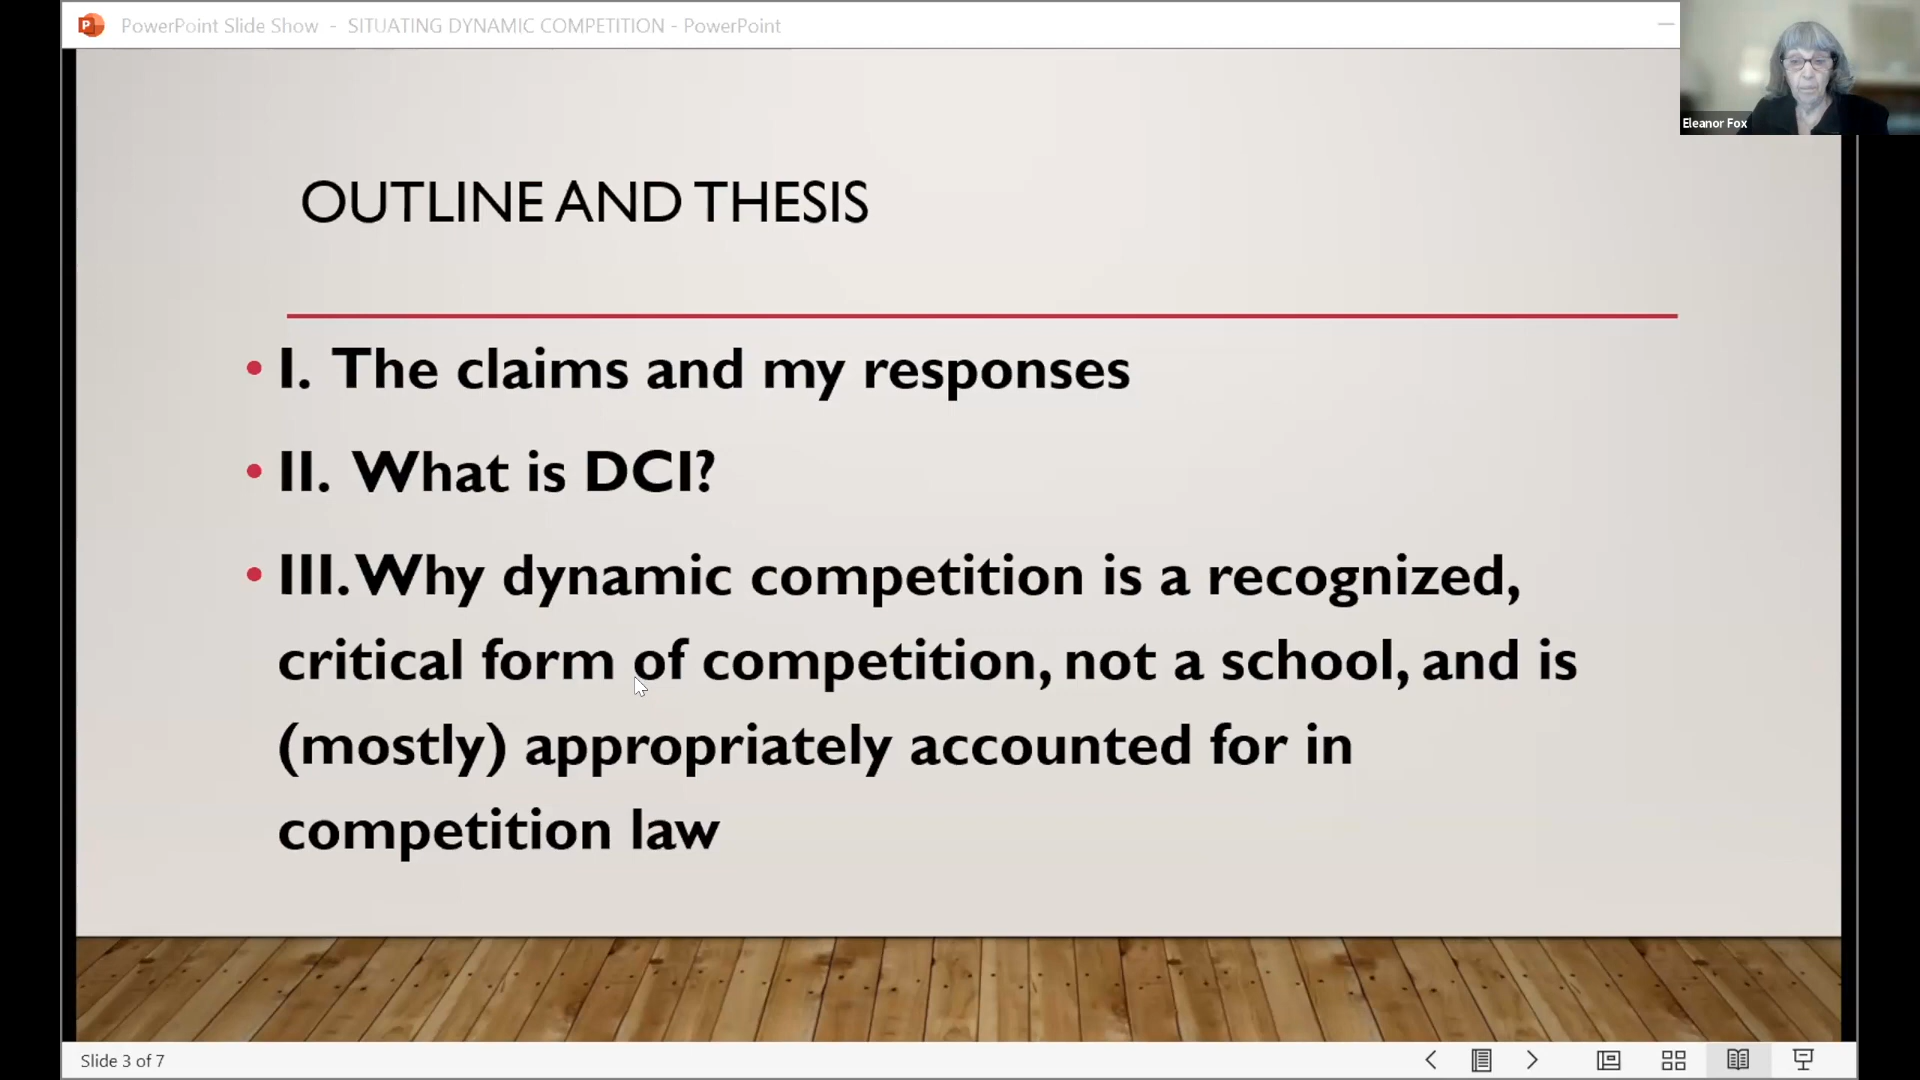 PowerPoint Slide Show - SITUATING DYNAMIC COMPETITION - PowerPoint
Eleanor Fox
OUTLINE AND THESIS
• I. The claims and my responses
• II. What is DCI?
• III. Why dynamic competition is a recognized,
critical form of competition, not a school, and is
(mostly) appropriately accounted for in
competition law
Slide 3 of 7